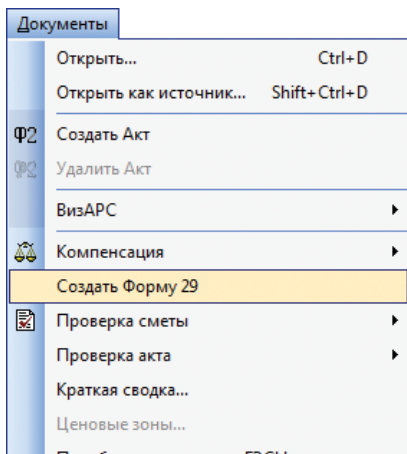 Документы
Открыть... Ctrl+D
Открыть как источник... Shift+Ctrl+D
Ф2 Создать Акт
Ф2 Удалить Акт
ВизАРС
Компенсация
Создать Форму 29
Проверка сметы
Проверка акта
Краткая сводка...
Ценовые зоны...